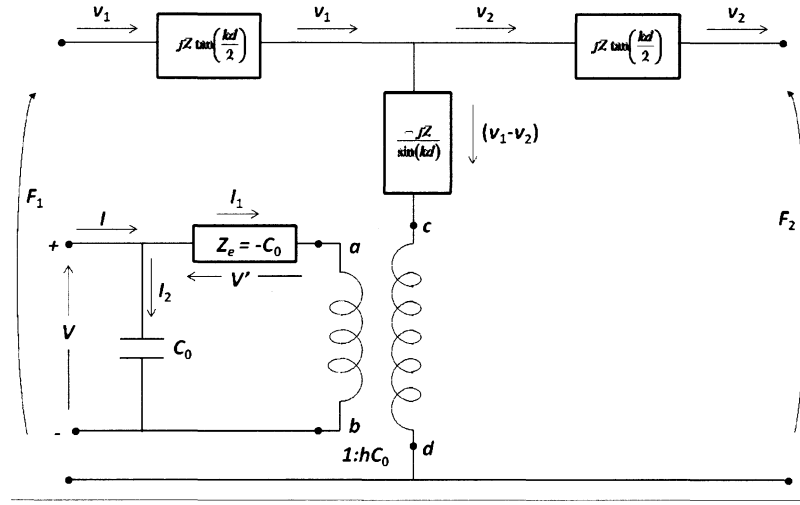 v₁
v₁
v₂
v₂
jZ tan(kd/2)
jZ tan(kd/2)
-jZ/sin(kd)
(v₁-v₂)
F₁
F₂
I
I₁
c
+
Zₑ = -C₀
a
V'
I₂
V
C₀
-
b
1:hC₀
d